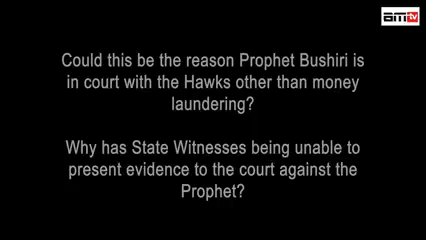 amtv
Could this be the reason Prophet Bushiri is
in court with the Hawks other than money
laundering?
Why has State Witnesses being unable to
present evidence to the court against the
Prophet?